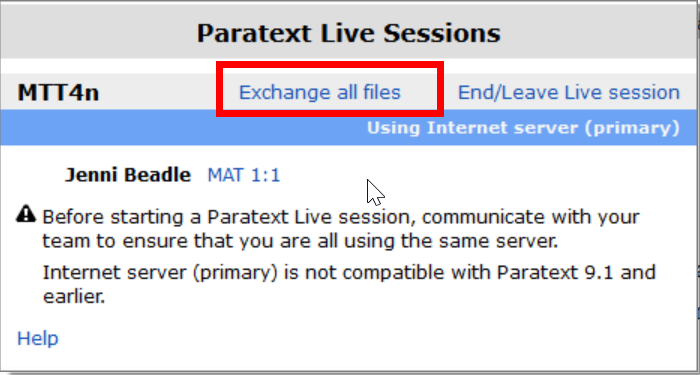 Paratext Live Sessions
MTT4n Exchange all files End/Leave Live session
Using Internet server (primary)
Jenni Beadle MAT 1:1
Before starting a Paratext Live session, communicate with your
team to ensure that you are all using the same server.
Internet server (primary) is not compatible with Paratext 9.1 and
earlier.
Help